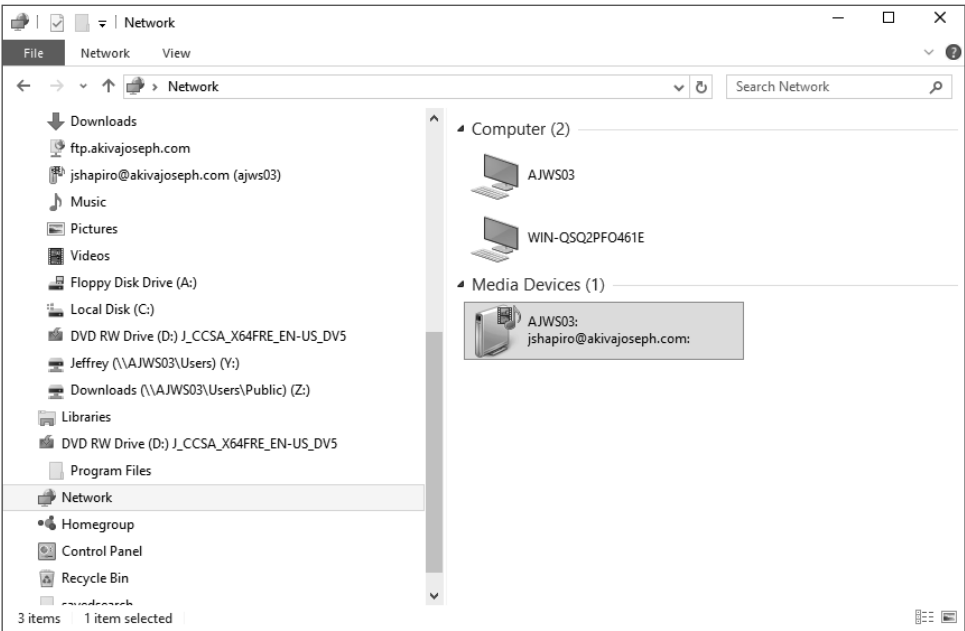 Network
File Network View
Network
Search Network
Downloads
ftp.akivajoseph.com
jshapiro@akivajoseph.com (ajws03)
Music
Pictures
Videos
Floppy Disk Drive (A:)
Local Disk (C:)
DVD RW Drive (D:) J_CCSA_X64FRE_EN-US_DV5
Jeffrey (\\AJWS03\Users) (Y:)
Downloads (\\AJWS03\Users\Public) (Z:)
Libraries
DVD RW Drive (D:) J_CCSA_X64FRE_EN-US_DV5
Program Files
Network
Homegroup
Control Panel
Recycle Bin
savedsearch
Computer (2)
AJWS03
WIN-QSQ2PFO461E
Media Devices (1)
AJWS03:
jshapiro@akivajoseph.com:
3 items 1 item selected